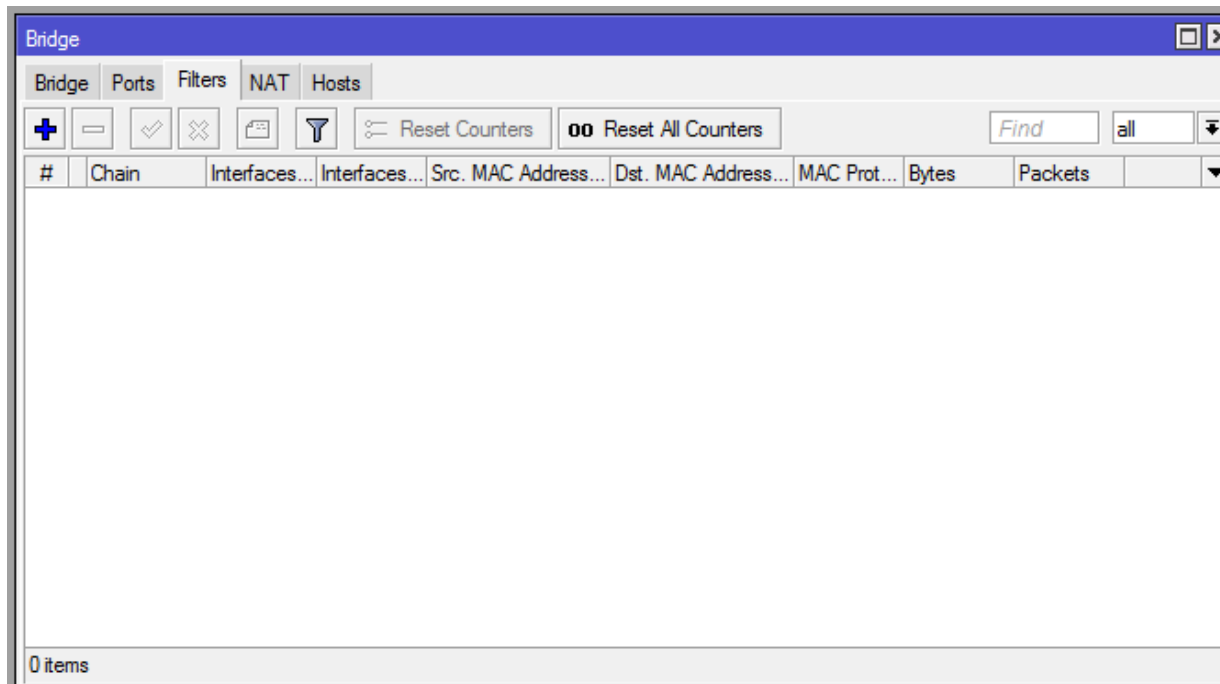 Bridge
Bridge Ports Filters NAT Hosts
Reset Counters 00 Reset All Counters Find all
# Chain Interfaces... Interfaces... Src. MAC Address... Dst. MAC Address... MAC Prot... Bytes Packets
0 items